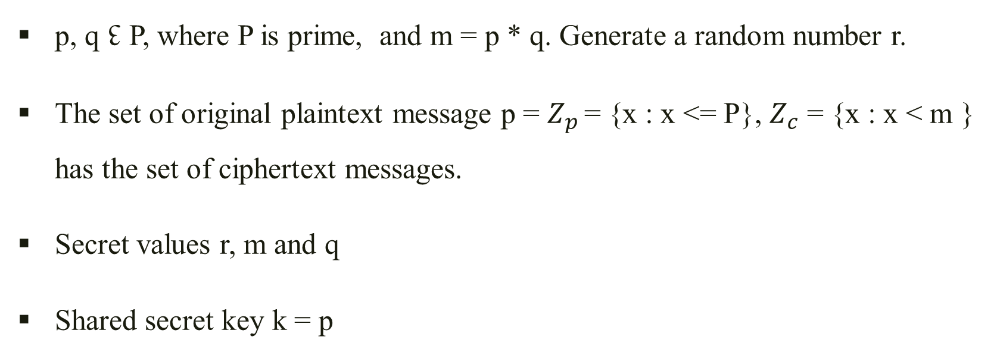 ▪ p, q Ɛ P, where P is prime, and m = p * q. Generate a random number r.
▪ The set of original plaintext message p = Zₚ = {x : x <= P}, Z_c = {x : x < m }
has the set of ciphertext messages.
▪ Secret values r, m and q
▪ Shared secret key k = p